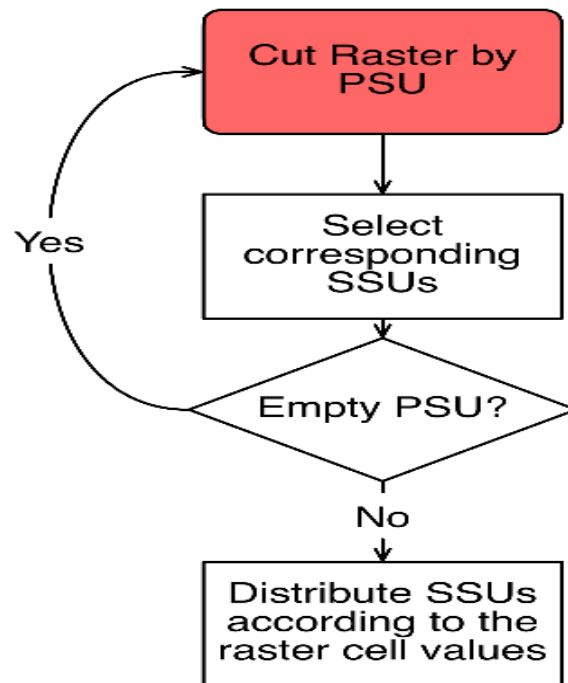 Cut Raster by
PSU
Select
corresponding
SSUs
Yes
Empty PSU?
No
Distribute SSUs
according to the
raster cell values